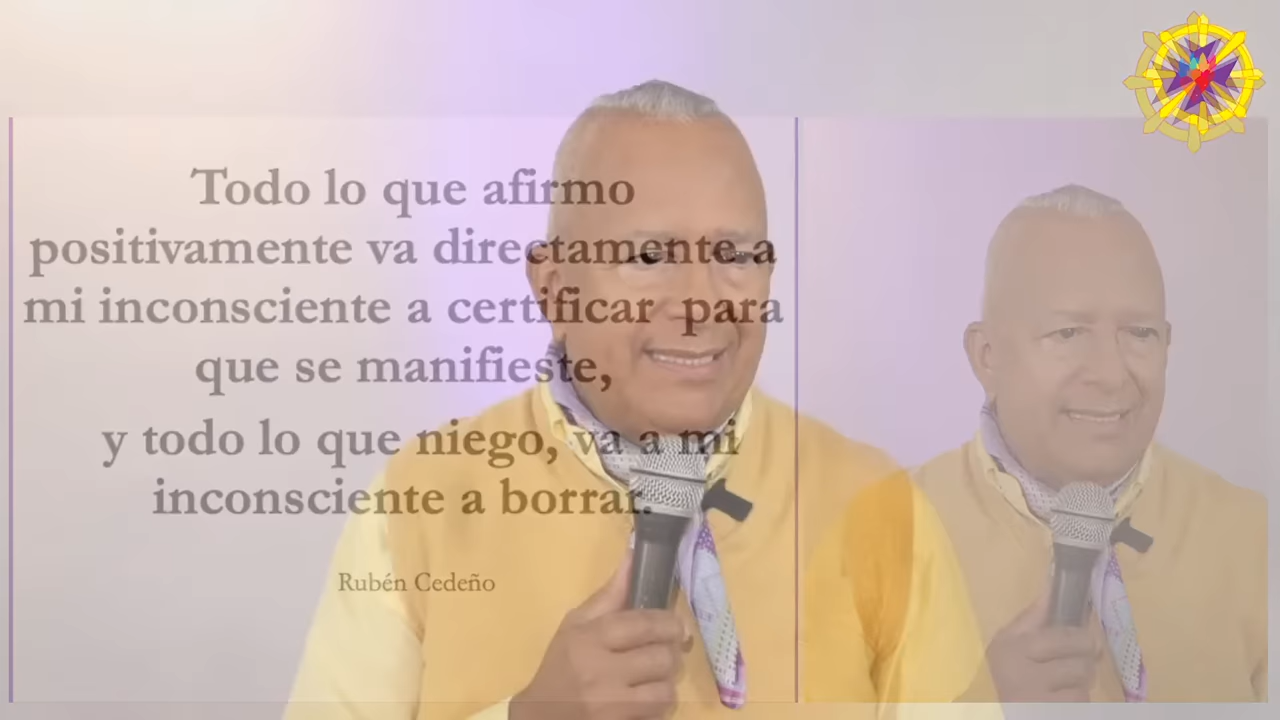 Todo lo que afirmo
positivamente va directamente a
mi inconsciente a certificar para
que se manifieste,
y todo lo que niego, va a mi
inconsciente a borrar.
Rubén Cedeño